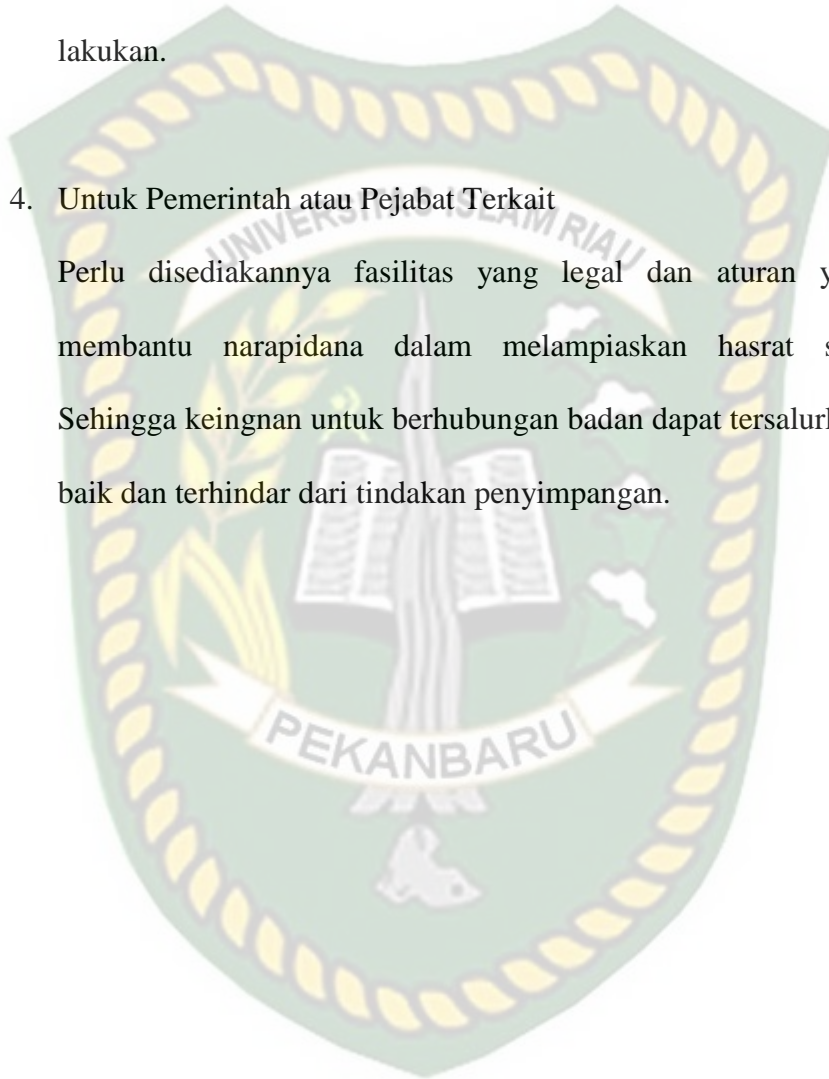 lakukan.
4. Untuk Pemerintah atau Pejabat Terkait
UNIVERSITAS ISLAM RIAU
Perlu disediakannya fasilitas yang legal dan aturan
membantu narapidana dalam melampiaskan hasrat
Sehingga keingnan untuk berhubungan badan dapat
baik dan terhindar dari tindakan penyimpangan.
PEKANBARU